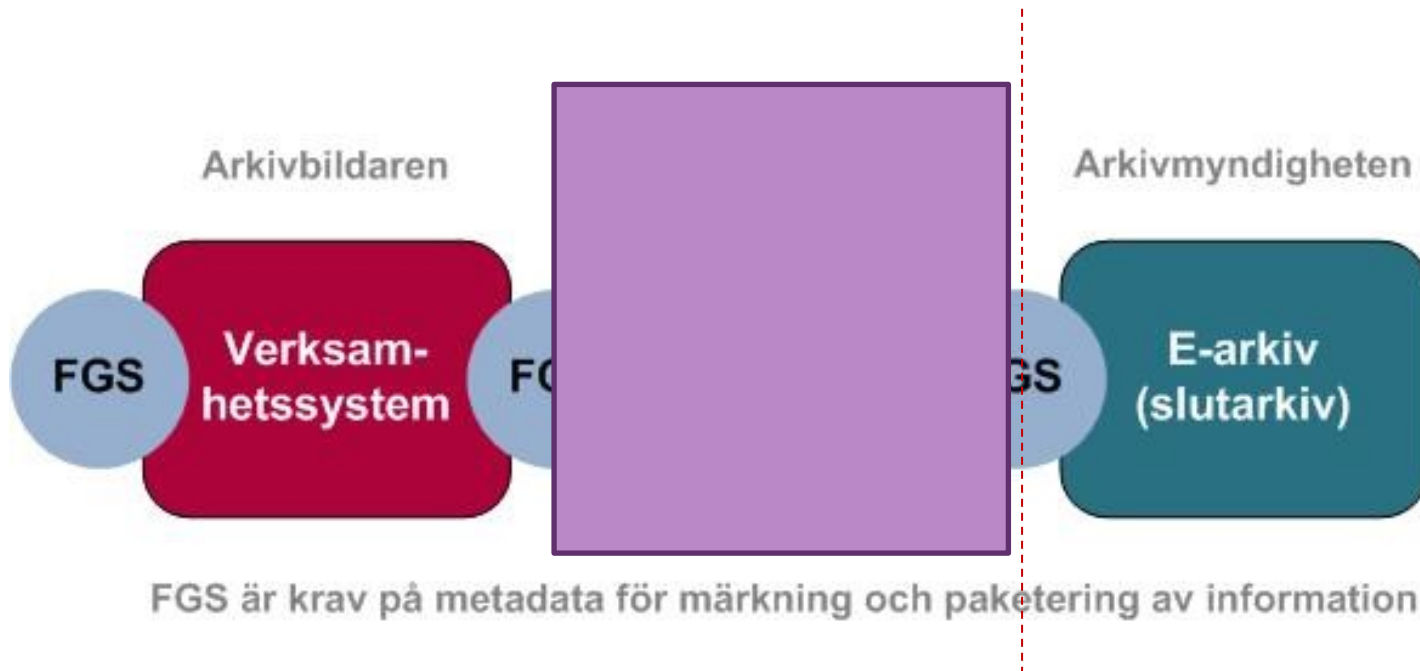 Arkivbildaren
Arkivmyndigheten
FGS
Verksam-
hetssystem
E-arkiv
(slutarkiv)
FGS är krav på metadata för märkning och paketering av information